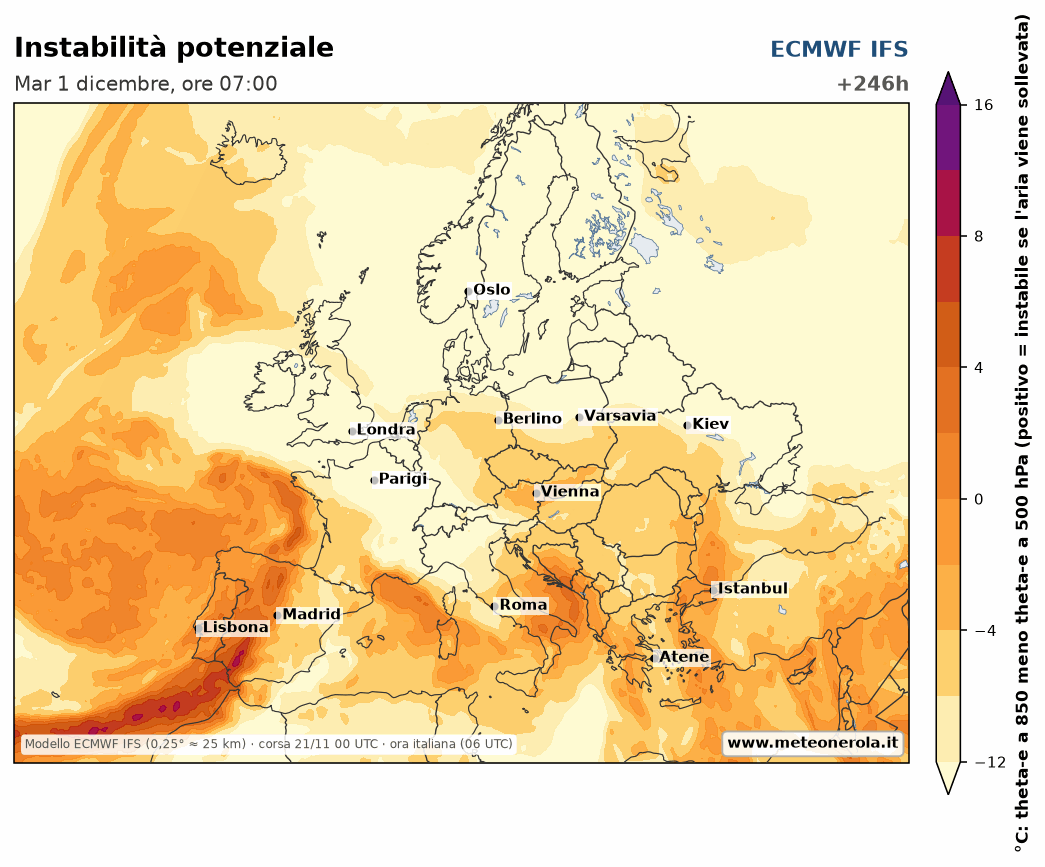 Instabilità potenziale
ECMWF IFS
Mar 1 dicembre, ore 07:00
+246h
Oslo
Berlino
Varsavia
Kiev
Londra
Parigi
Vienna
Istanbul
Roma
Madrid
Lisbona
Atene
Modello ECMWF IFS (0,25° ≈ 25 km) · corsa 21/11 00 UTC · ora italiana (06 UTC)
www.meteonerola.it
16
8
4
0
−4
−12
°C: theta-e a 850 meno theta-e a 500 hPa (positivo = instabile se l'aria viene sollevata)